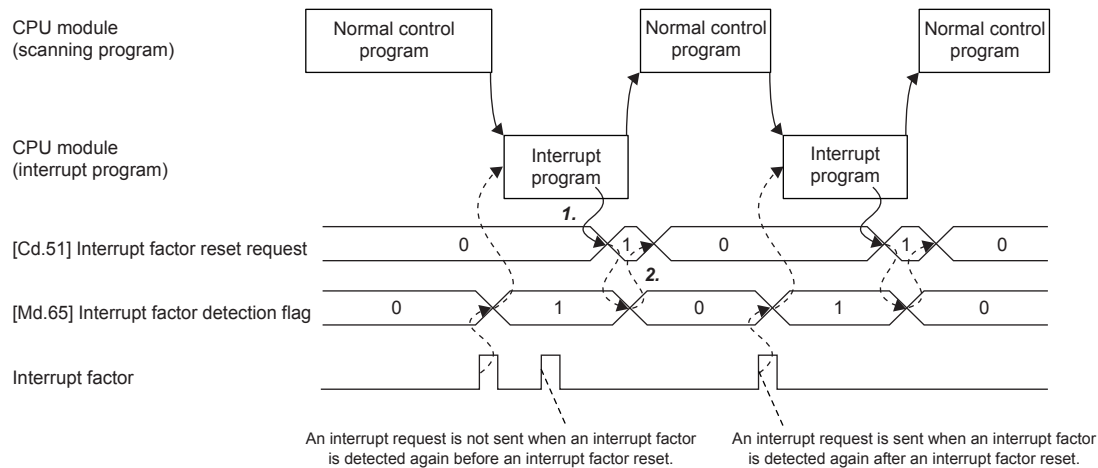 CPU module
(scanning program)
Normal control
program
Normal control
program
Normal control
program
CPU module
(interrupt program)
Interrupt
program
Interrupt
program
1.
[Cd.51] Interrupt factor reset request
0
1
0
1
0
2.
[Md.65] Interrupt factor detection flag
0
1
0
1
0
Interrupt factor
An interrupt request is not sent when an interrupt factor
is detected again before an interrupt factor reset.
An interrupt request is sent when an interrupt factor
is detected again after an interrupt factor reset.